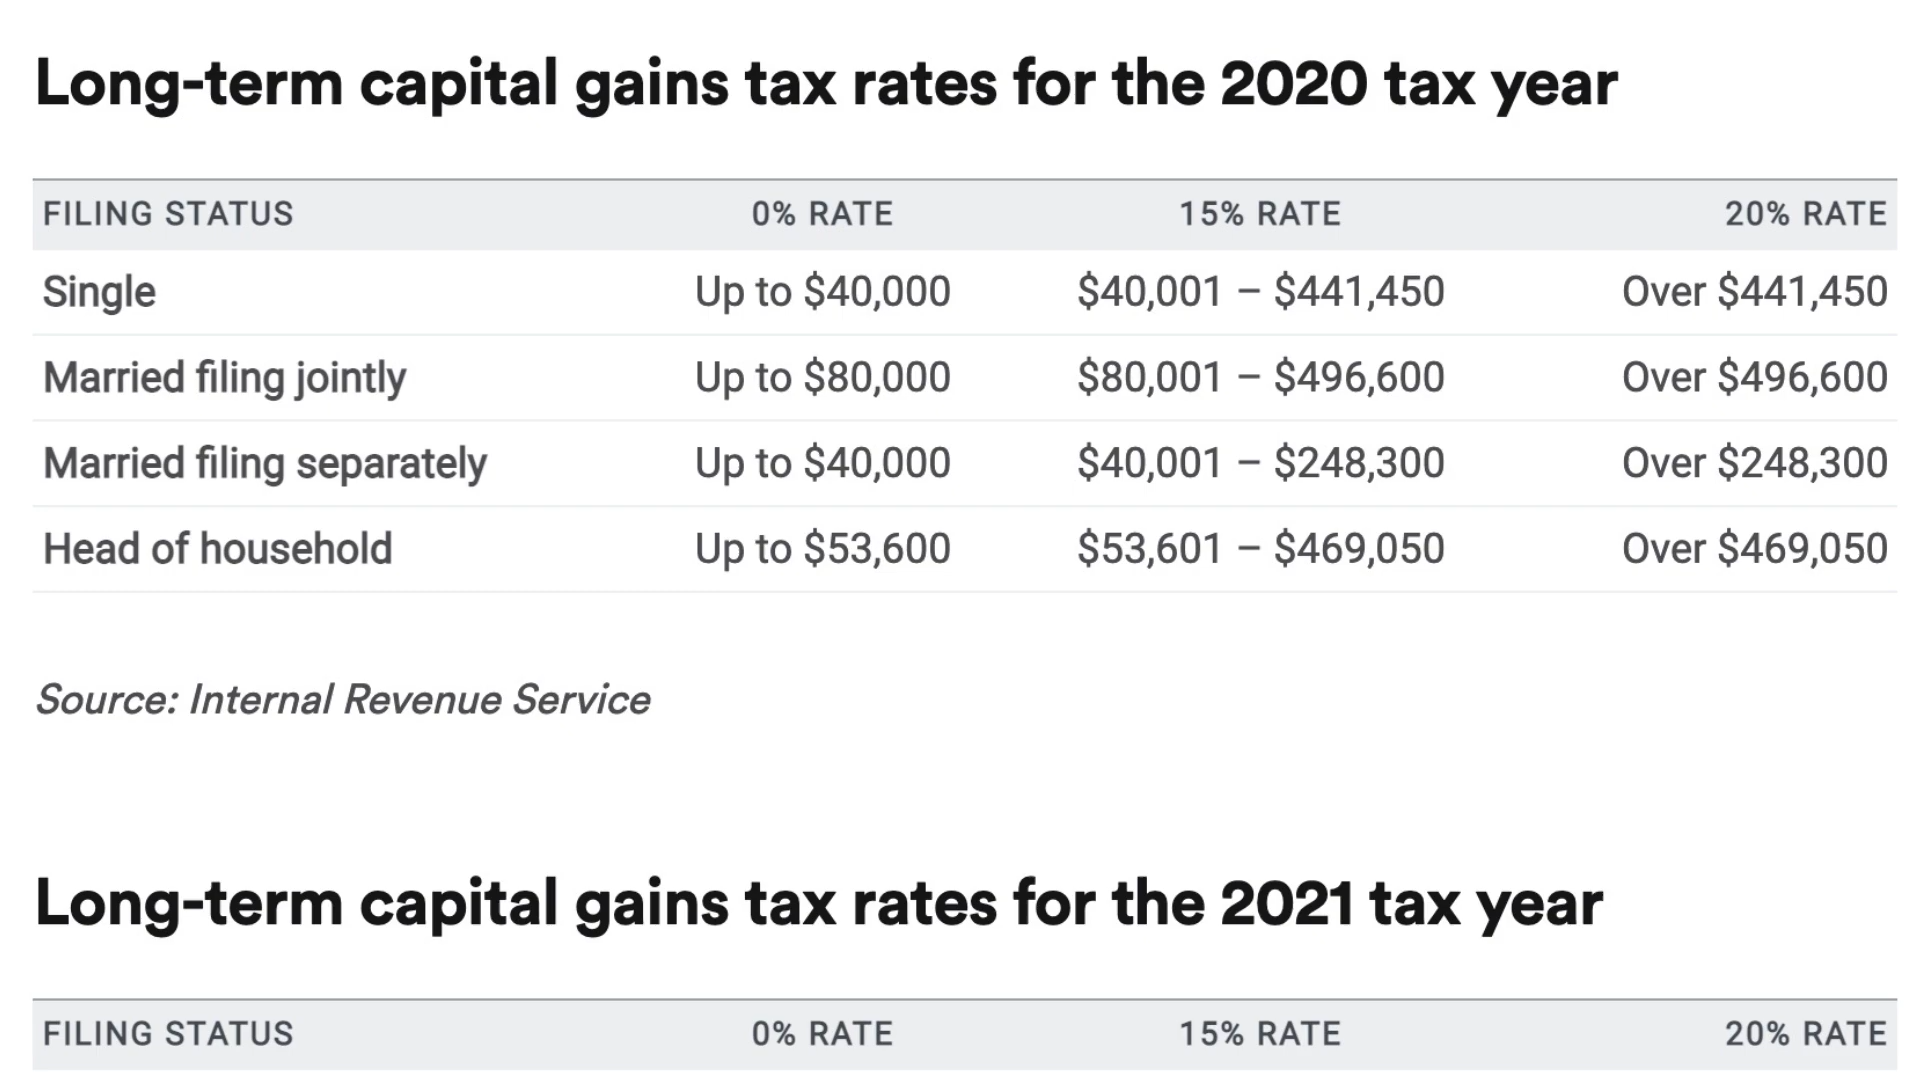 Long-term capital gains tax rates for the 2020 tax year
FILING STATUS 0% RATE 15% RATE 20% RATE
Single Up to $40,000 $40,001 – $441,450 Over $441,450
Married filing jointly Up to $80,000 $80,001 – $496,600 Over $496,600
Married filing separately Up to $40,000 $40,001 – $248,300 Over $248,300
Head of household Up to $53,600 $53,601 – $469,050 Over $469,050
Source: Internal Revenue Service
Long-term capital gains tax rates for the 2021 tax year
FILING STATUS 0% RATE 15% RATE 20% RATE